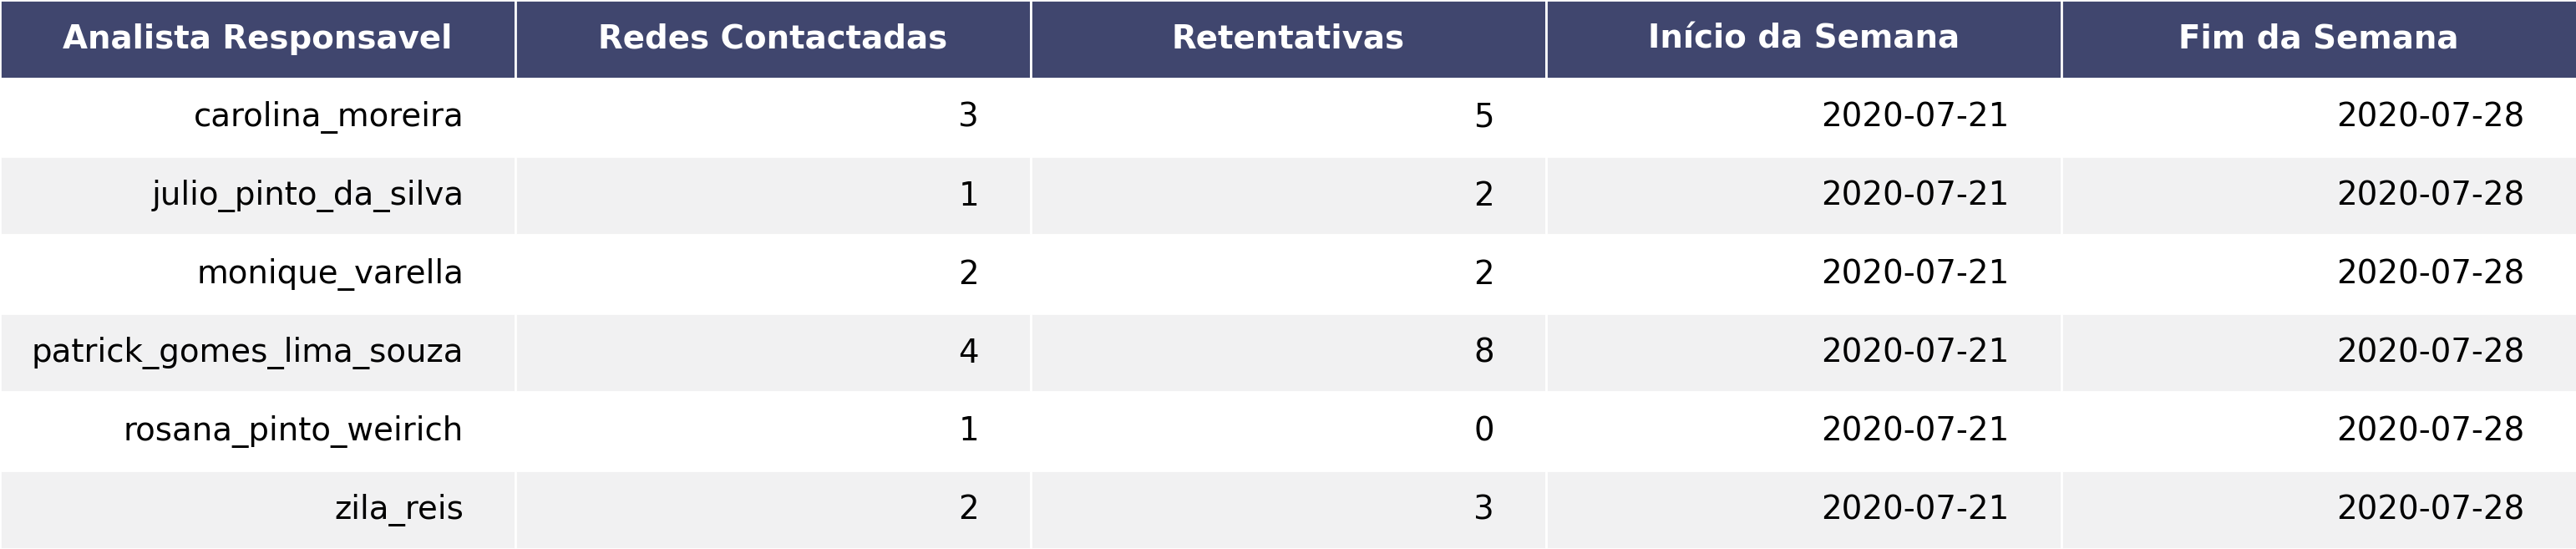 Analista Responsavel Redes Contactadas Retentativas Início da Semana Fim da Semana
carolina_moreira 3 5 2020-07-21 2020-07-28
julio_pinto_da_silva 1 2 2020-07-21 2020-07-28
monique_varella 2 2 2020-07-21 2020-07-28
patrick_gomes_lima_souza 4 8 2020-07-21 2020-07-28
rosana_pinto_weirich 1 0 2020-07-21 2020-07-28
zila_reis 2 3 2020-07-21 2020-07-28